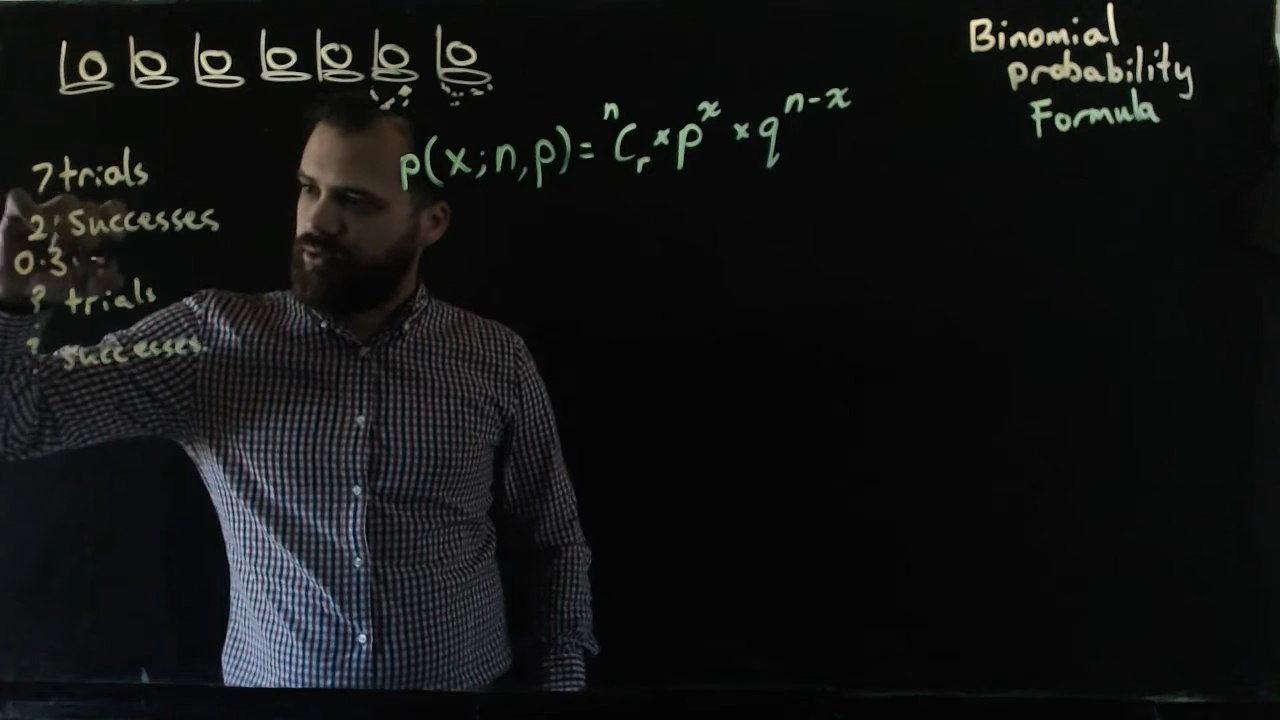 Binomial
probability
Formula
p(x;n,p) = ⁿCᵣ × pˣ × qⁿ⁻ˣ
7 trials
2; Successes
0.3
? trials
? successes